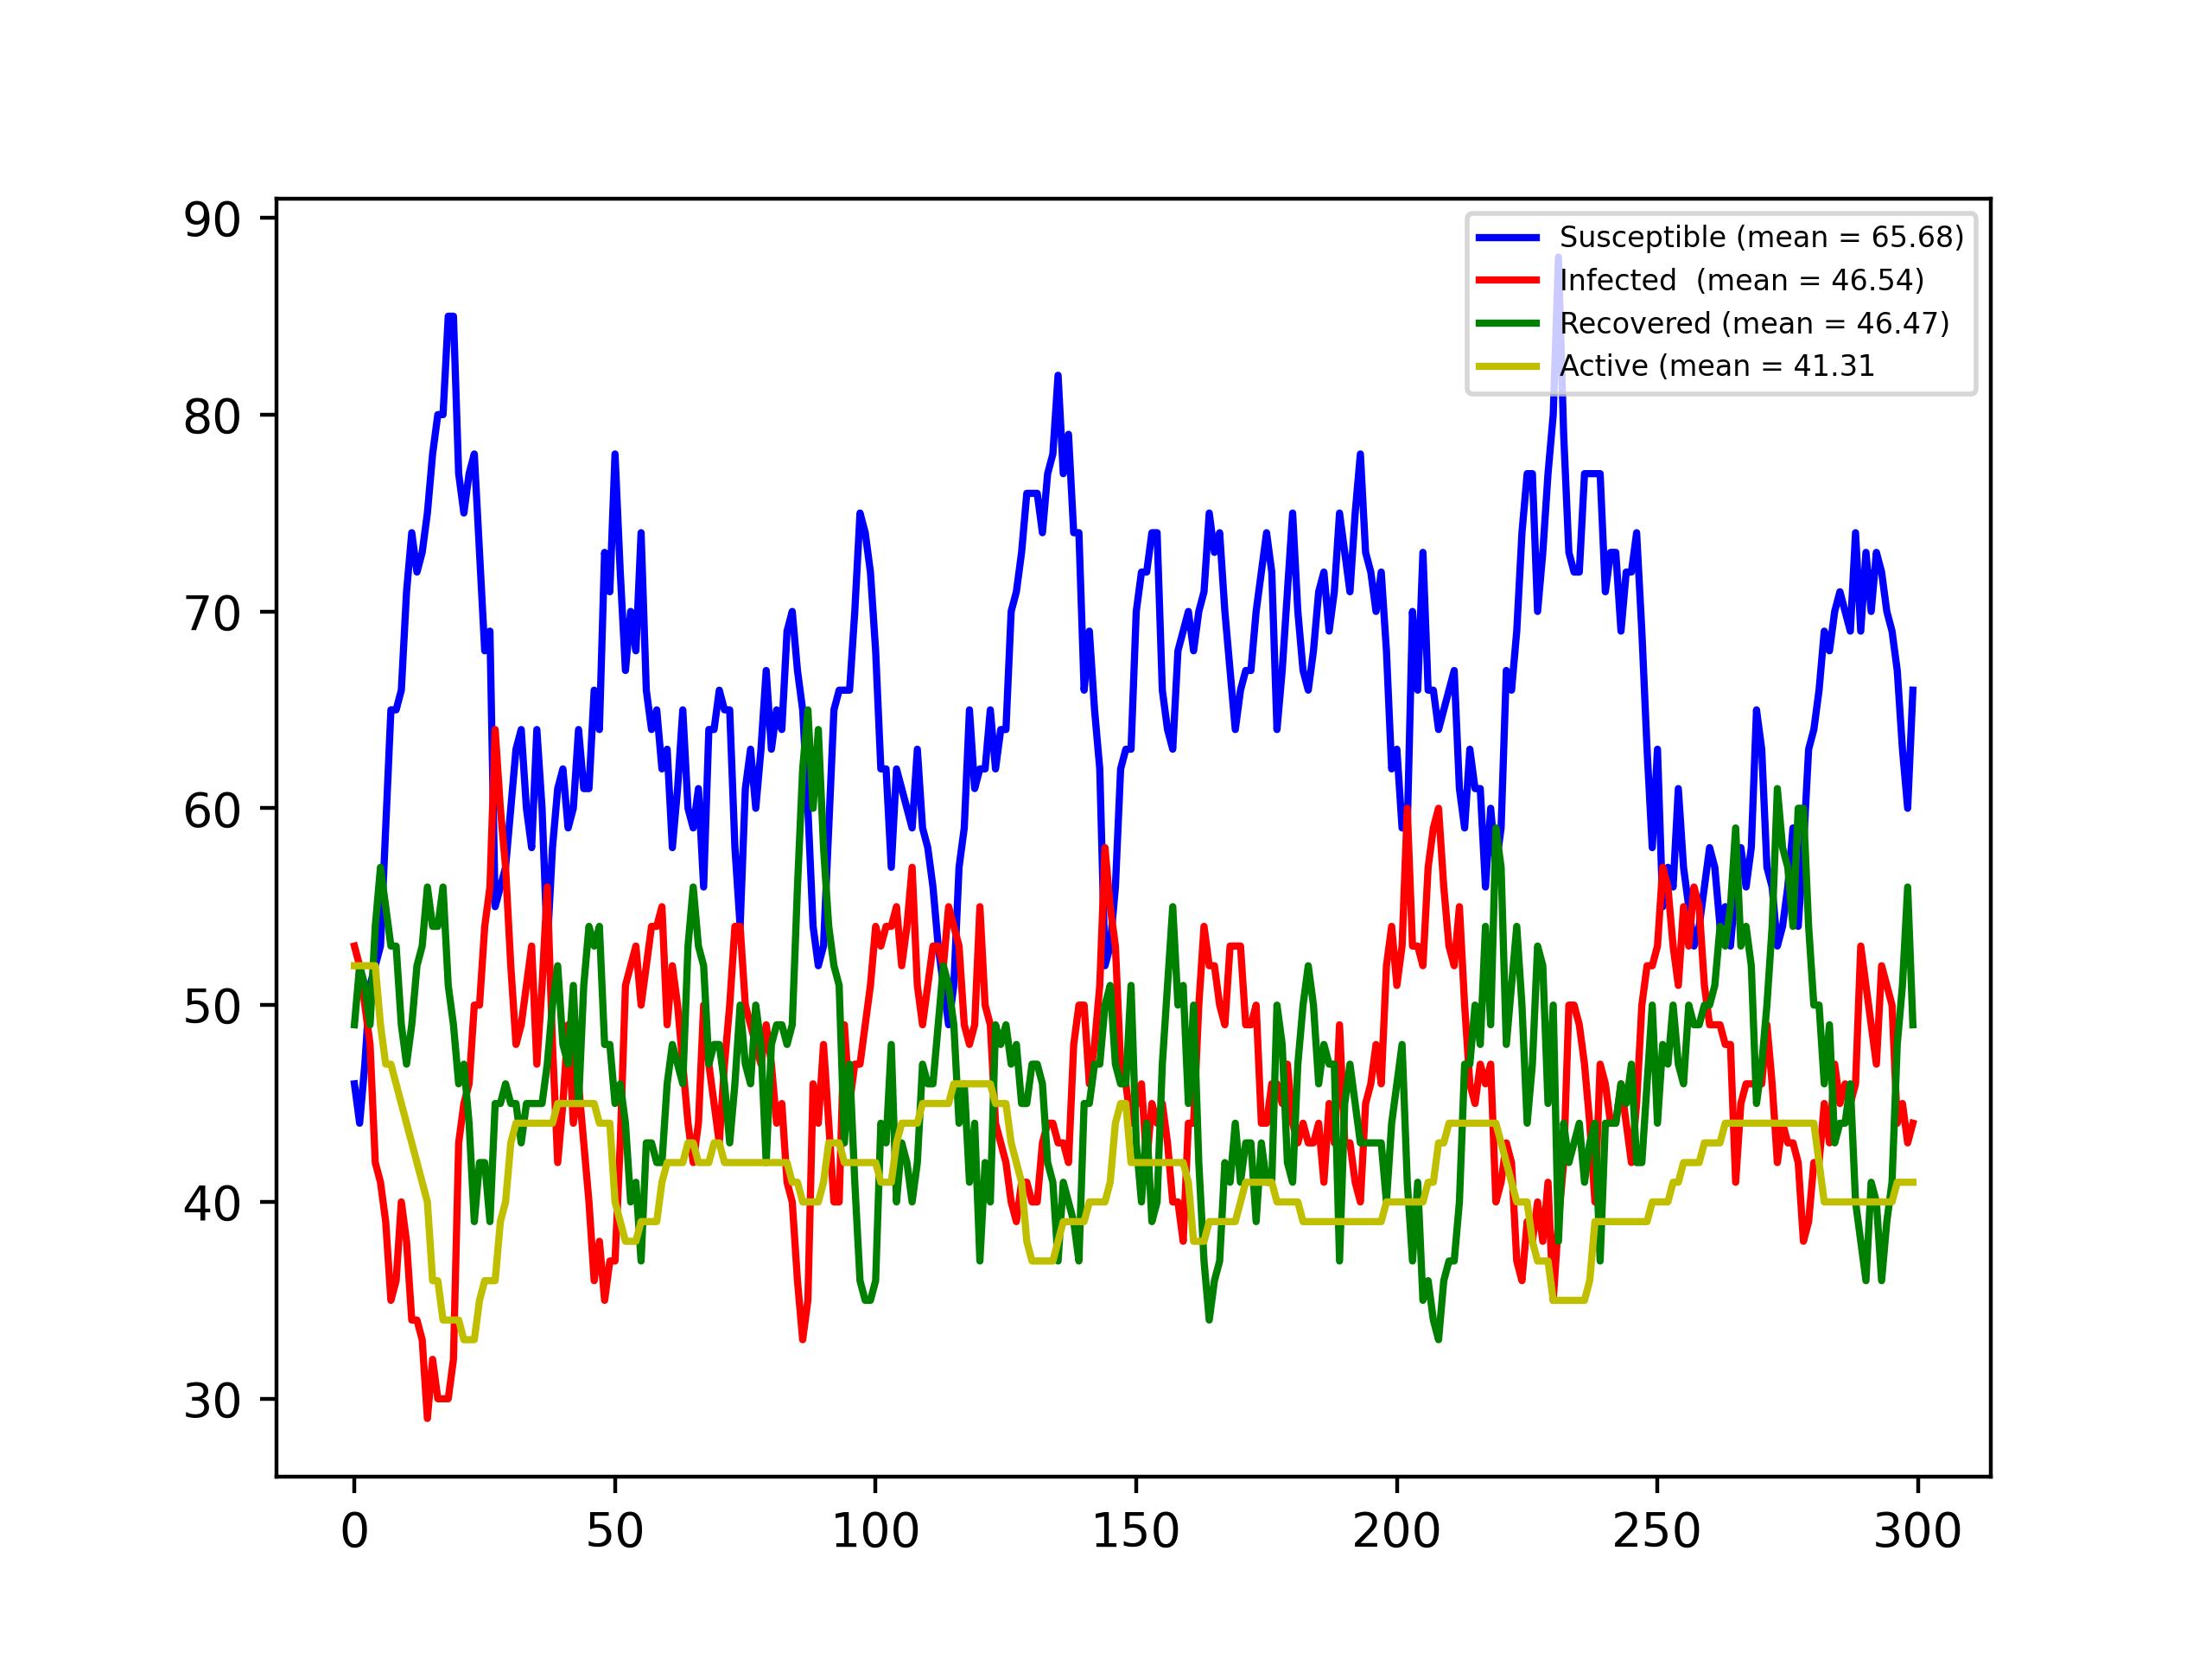 90
80
70
60
50
40
30
0 50 100 150 200 250 300
Susceptible (mean = 65.68)
Infected  (mean = 46.54)
Recovered (mean = 46.47)
Active (mean = 41.31